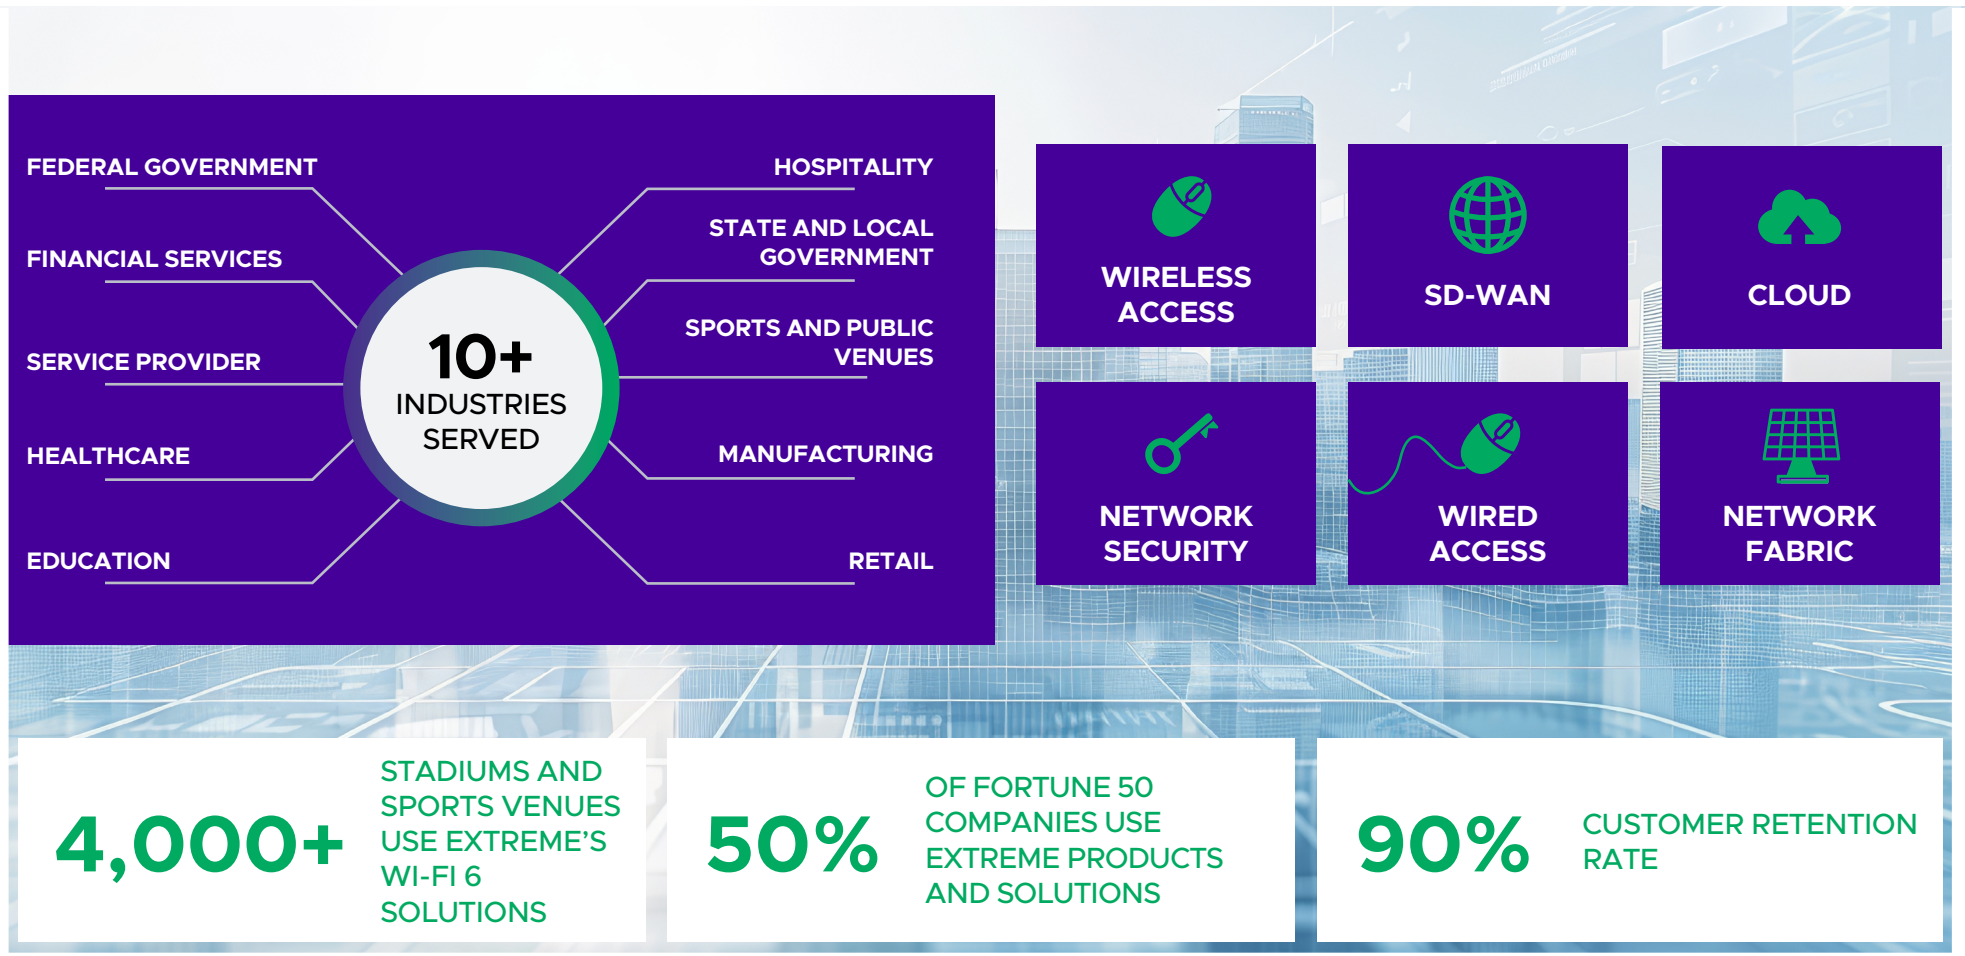 FEDERAL GOVERNMENT
FINANCIAL SERVICES
SERVICE PROVIDER
HEALTHCARE
EDUCATION
10+
INDUSTRIES
SERVED
HOSPITALITY
STATE AND LOCAL
GOVERNMENT
SPORTS AND PUBLIC
VENUES
MANUFACTURING
RETAIL
WIRELESS
ACCESS
SD-WAN
CLOUD
NETWORK
SECURITY
WIRED
ACCESS
NETWORK
FABRIC
4,000+
STADIUMS AND
SPORTS VENUES
USE EXTREME’S
WI-FI 6
SOLUTIONS
50%
OF FORTUNE 50
COMPANIES USE
EXTREME PRODUCTS
AND SOLUTIONS
90%
CUSTOMER RETENTION
RATE